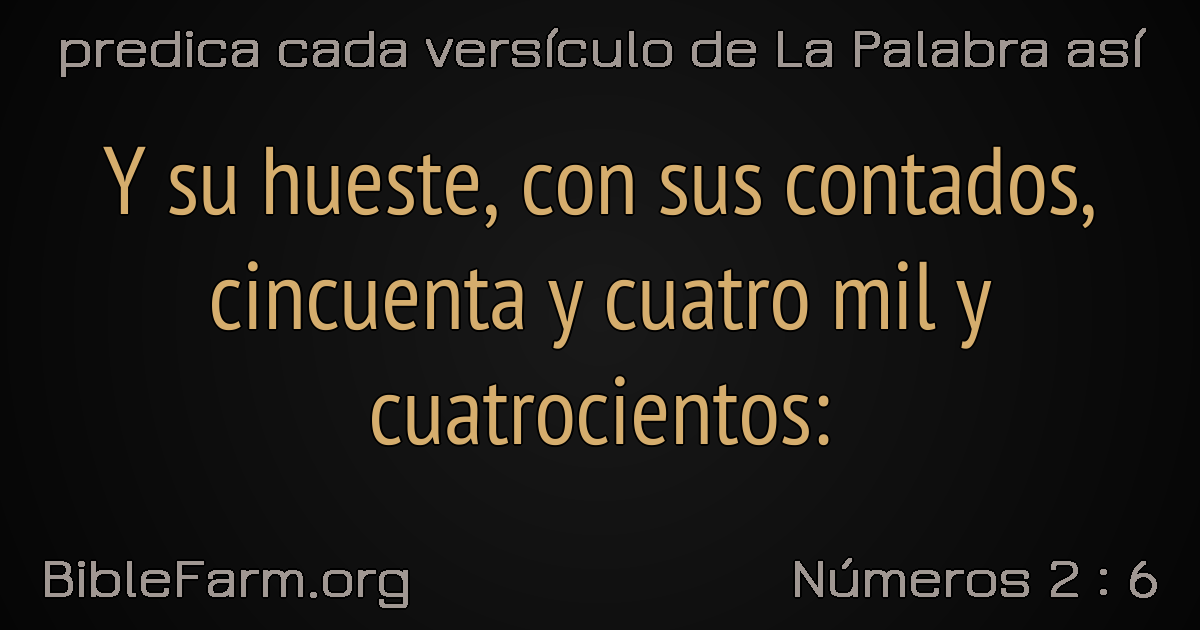 predica cada versículo de La Palabra así
Y su hueste, con sus contados,
cincuenta y cuatro mil y
cuatrocientos:
BibleFarm.org
Números 2 : 6